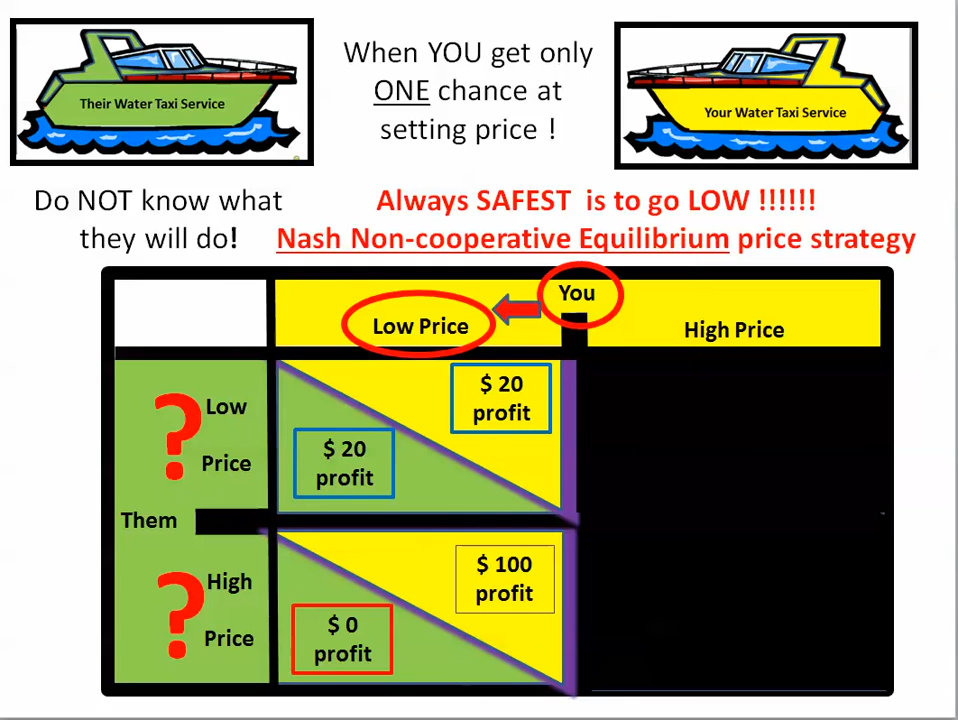 Their Water Taxi Service
When YOU get only
ONE chance at
setting price !
Your Water Taxi Service
Do NOT know what
they will do!
Always SAFEST is to go LOW !!!!!!
Nash Non-cooperative Equilibrium price strategy
You
Low Price
High Price
?
Low
Price
$ 20
profit
$ 20
profit
Them
?
High
Price
$ 100
profit
$ 0
profit